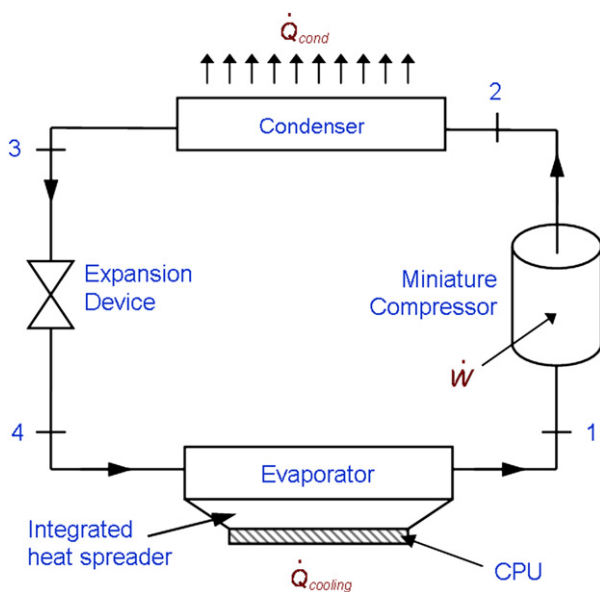 Q̇cond
2
Condenser
3
Expansion
Device
Miniature
Compressor
Ẇ
4
1
Evaporator
Integrated
heat spreader
CPU
Q̇cooling